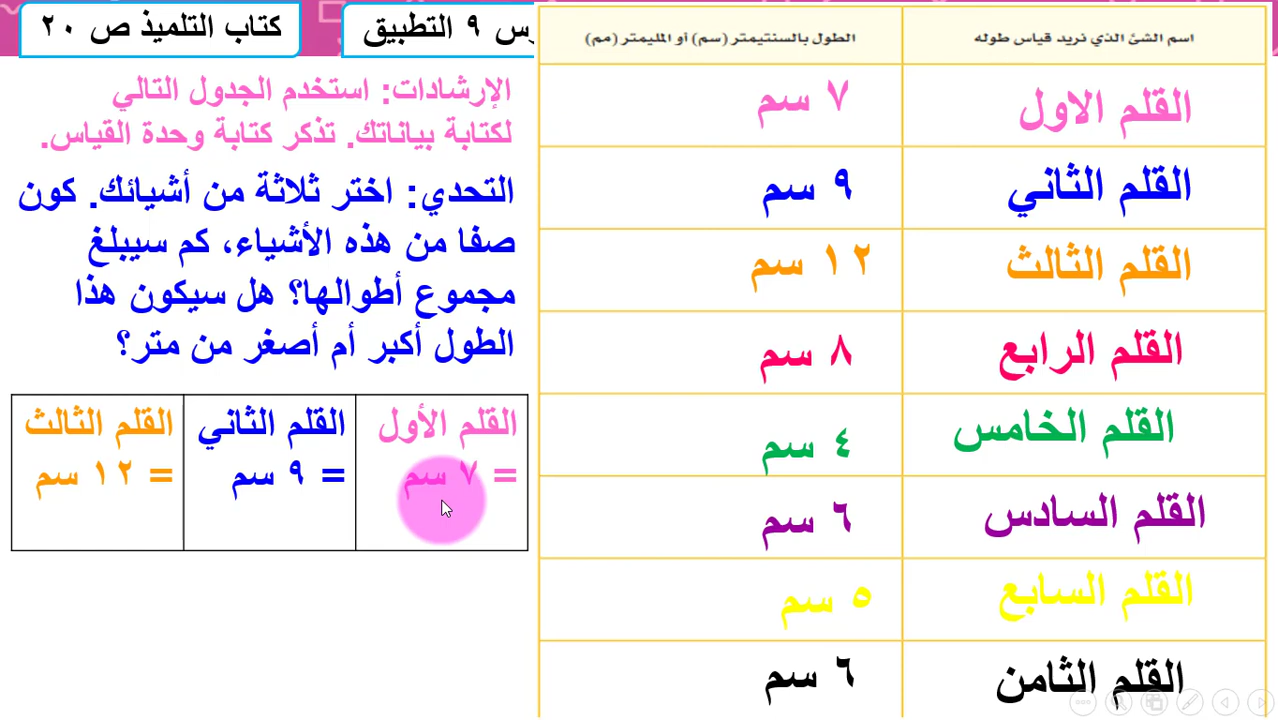 كتاب التلميذ ص ٢٠
س ٩ التطبيق
الإرشادات: استخدم الجدول التالي
لكتابة بياناتك. تذكر كتابة وحدة القياس.
التحدي: اختر ثلاثة من أشيائك. كون
صفا من هذه الأشياء، كم سيبلغ
مجموع أطوالها؟ هل سيكون هذا
الطول أكبر أم أصغر من متر؟
القلم الأول
= ٧ سم
القلم الثاني
= ٩ سم
القلم الثالث
= ١٢ سم
اسم الشئ الذي نريد قياس طوله
الطول بالسنتيمتر (سم) أو المليمتر (مم)
القلم الاول ٧ سم
القلم الثاني ٩ سم
القلم الثالث ١٢ سم
القلم الرابع ٨ سم
القلم الخامس ٤ سم
القلم السادس ٦ سم
القلم السابع ٥ سم
القلم الثامن ٦ سم